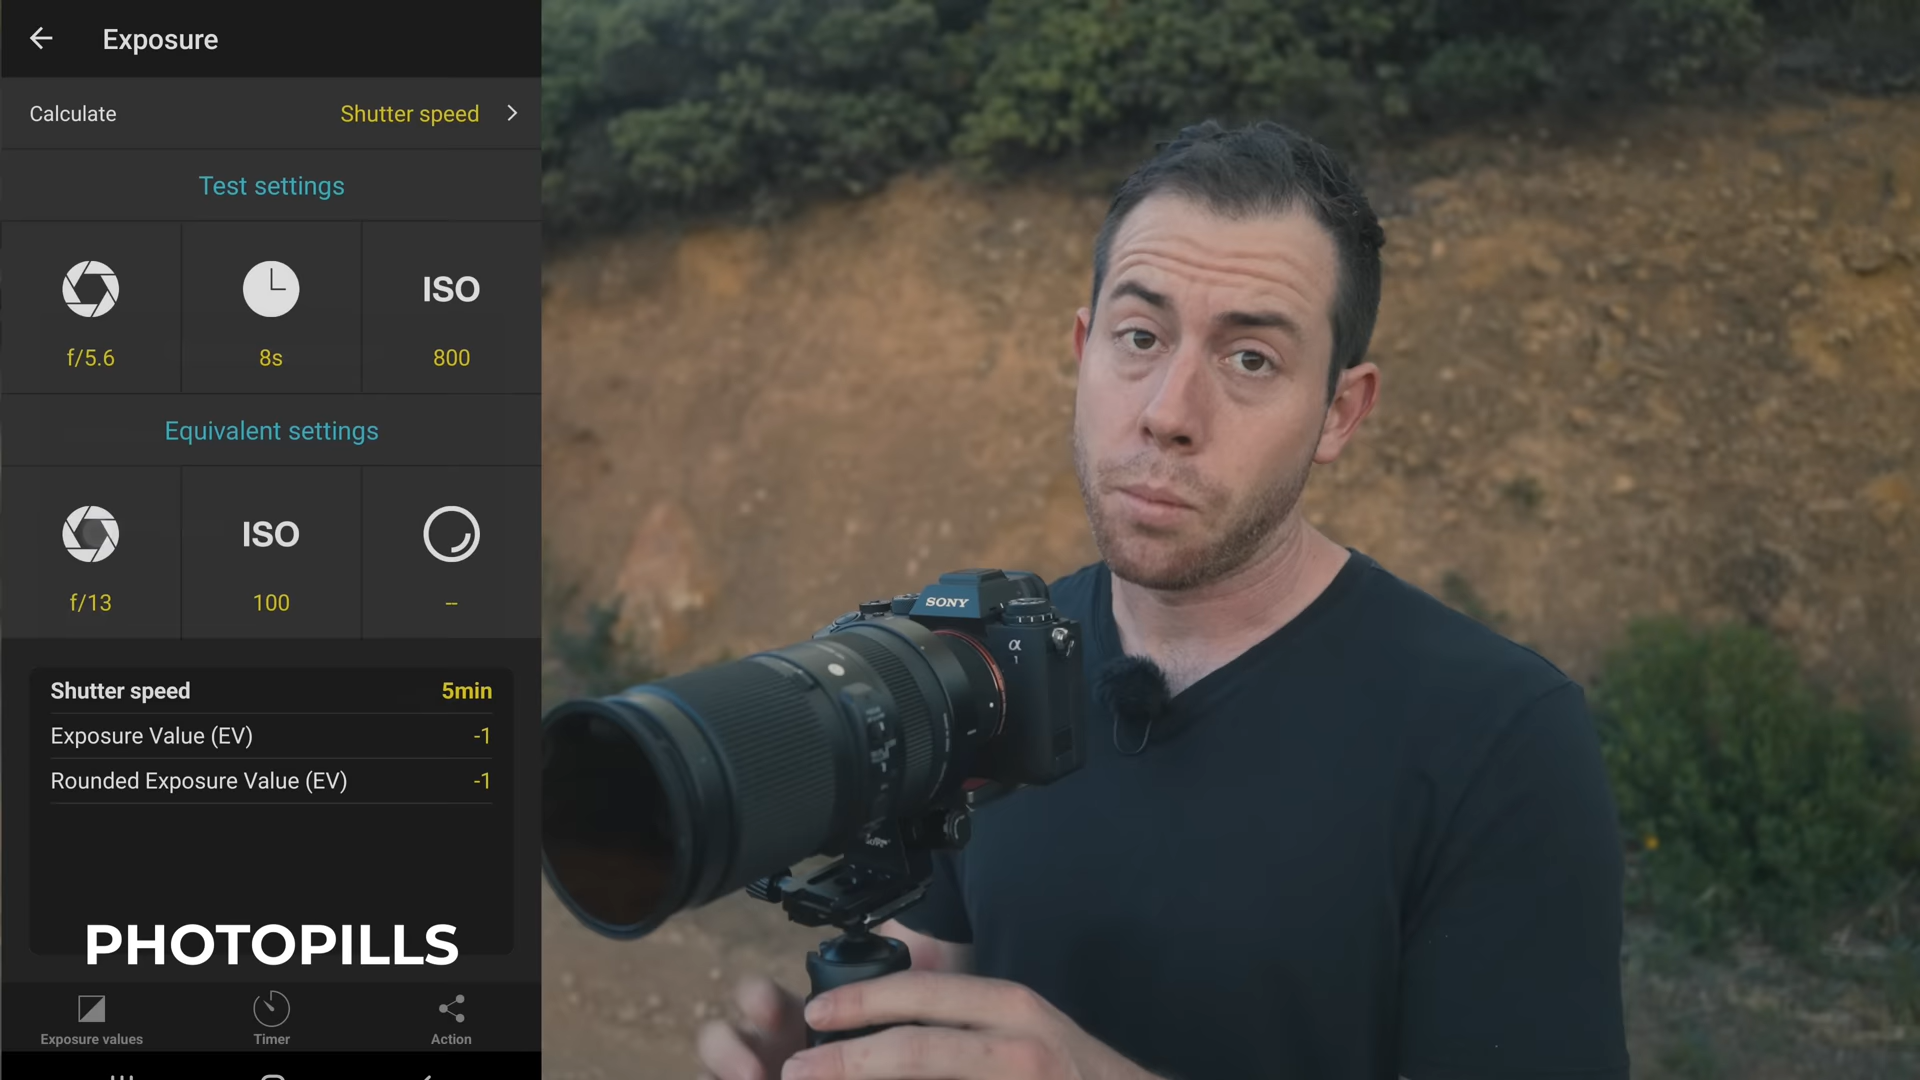 Exposure
Calculate
Shutter speed
Test settings
ISO
f/5.6
8s
800
Equivalent settings
ISO
f/13
100
--
Shutter speed
5min
Exposure Value (EV)
-1
Rounded Exposure Value (EV)
-1
PHOTOPILLS
Exposure values
Timer
Action
SONY
α
1